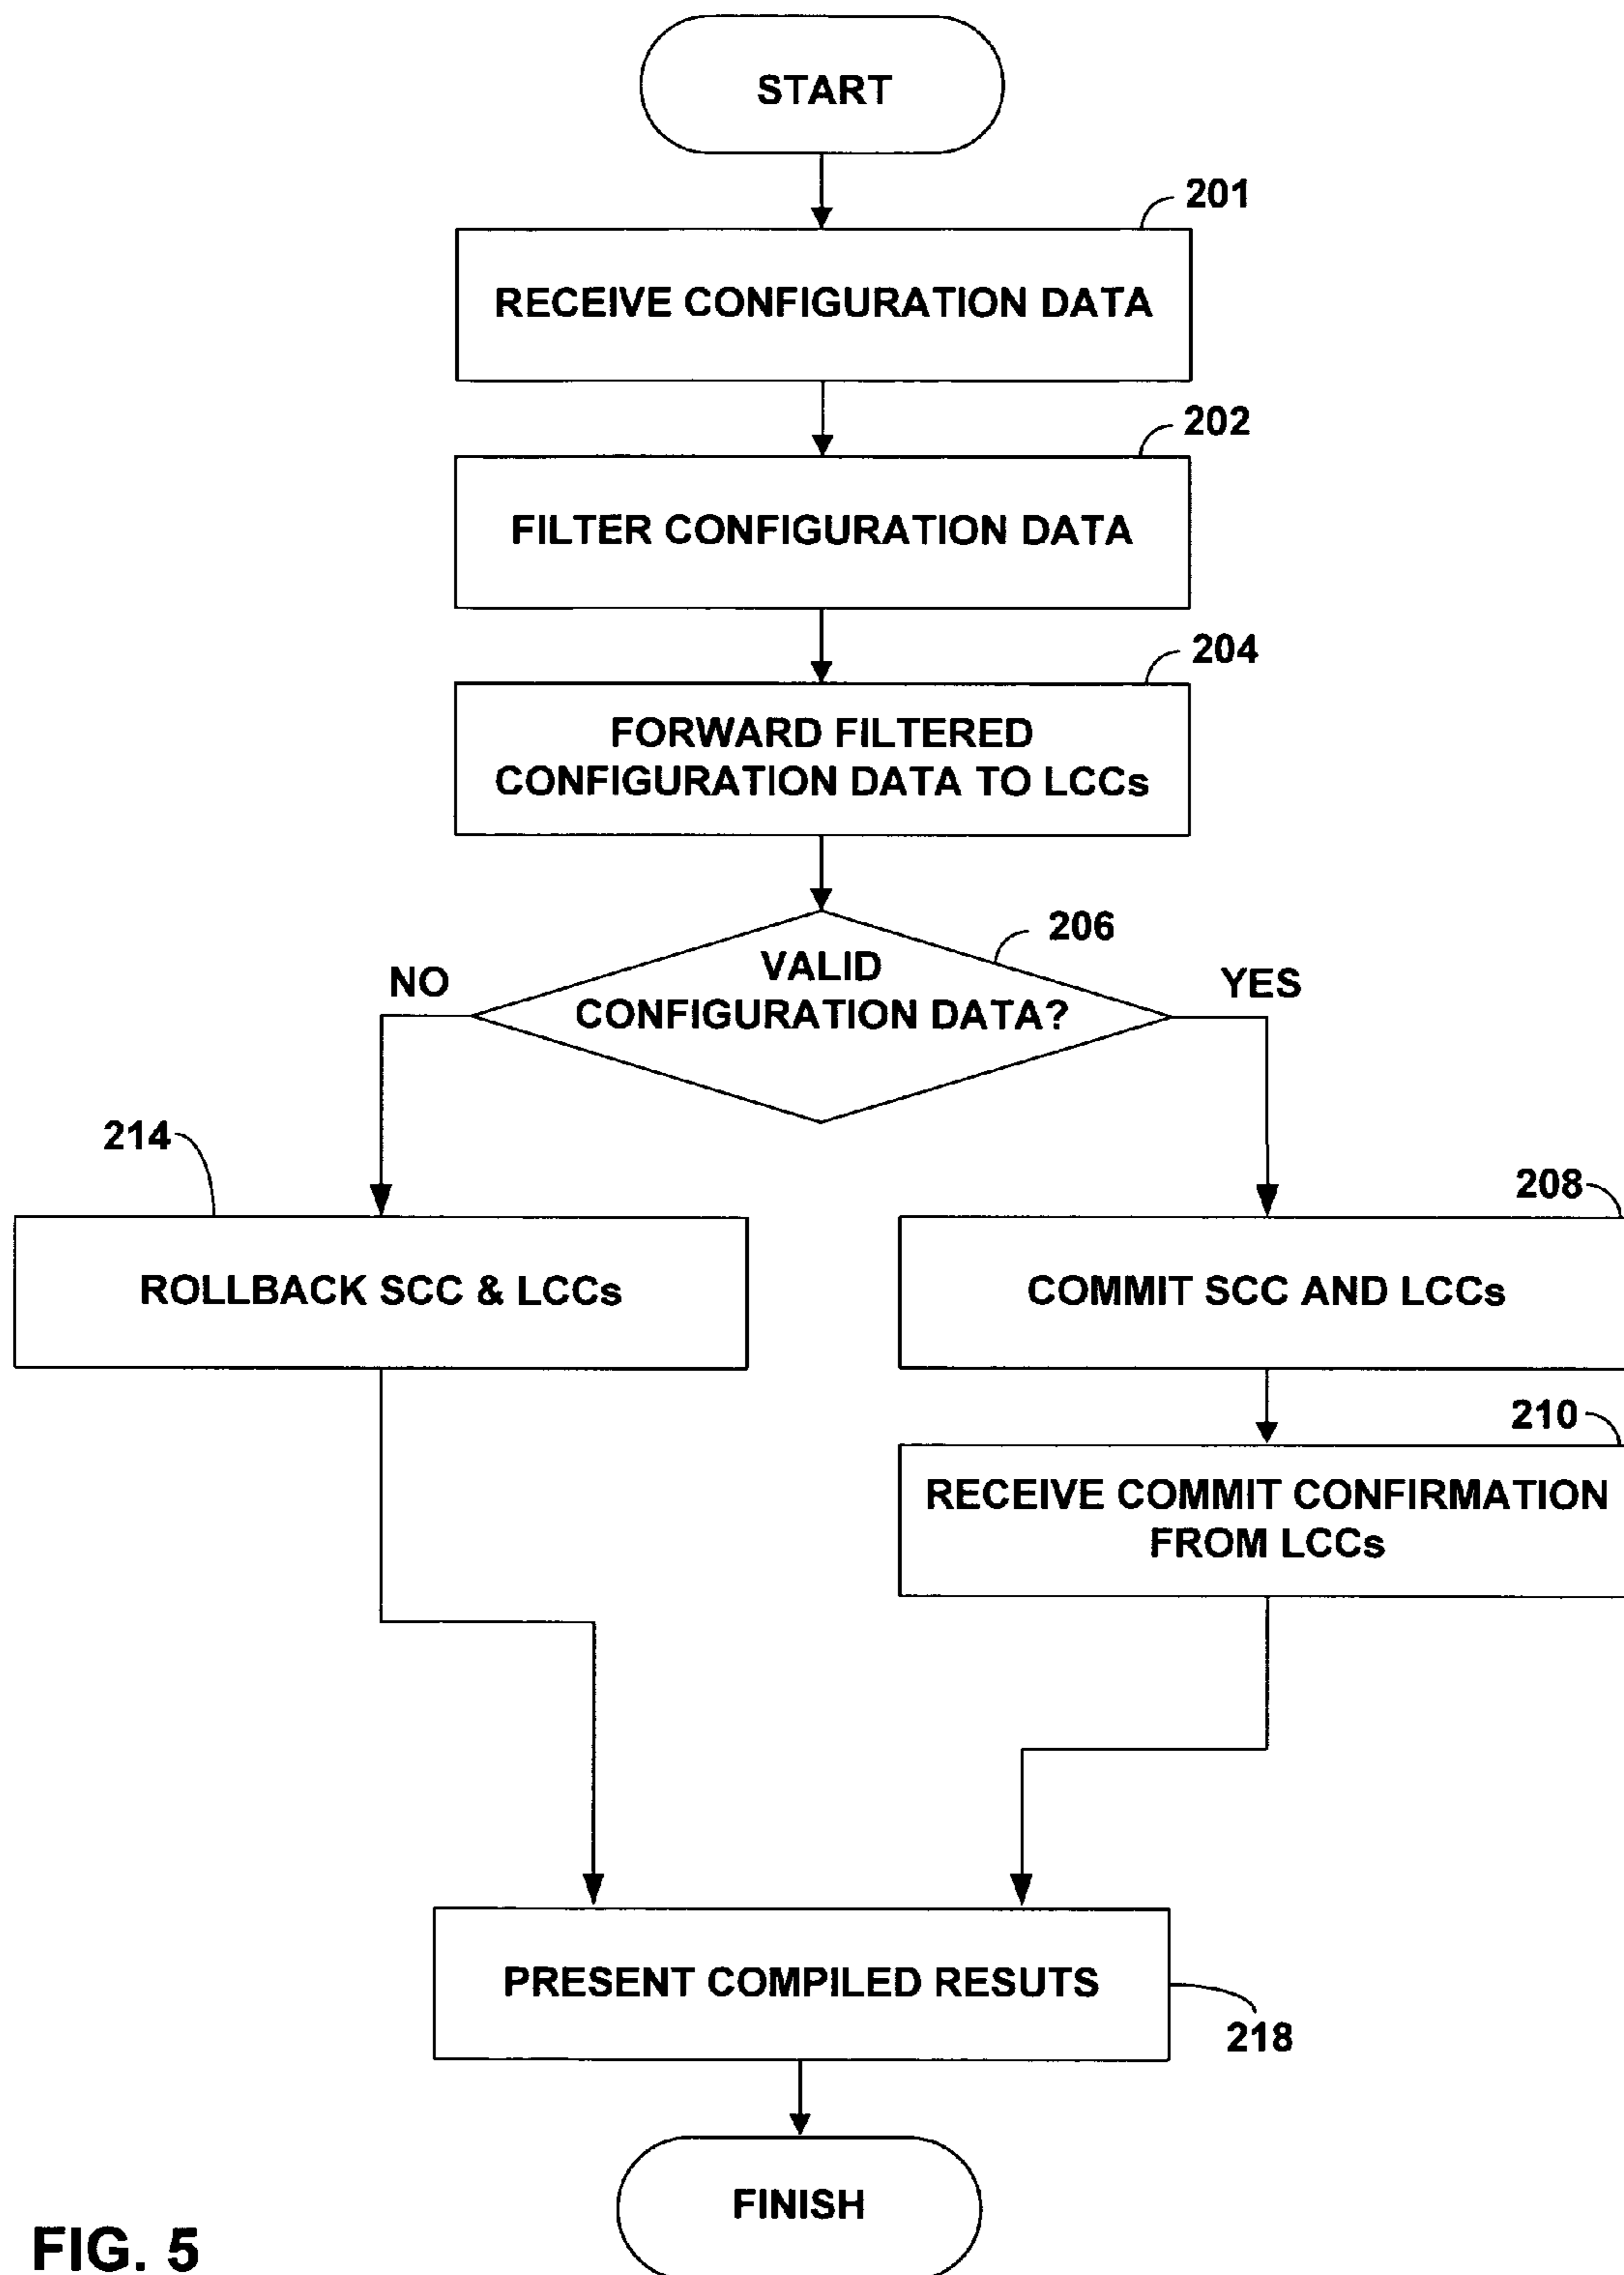 START
201
RECEIVE CONFIGURATION DATA
202
FILTER CONFIGURATION DATA
204
FORWARD FILTERED
CONFIGURATION DATA TO LCCs
206
NO
VALID
CONFIGURATION DATA?
YES
214
208
ROLLBACK SCC & LCCs
COMMIT SCC AND LCCs
210
RECEIVE COMMIT CONFIRMATION
FROM LCCs
PRESENT COMPILED RESUTS
218
FINISH
FIG. 5